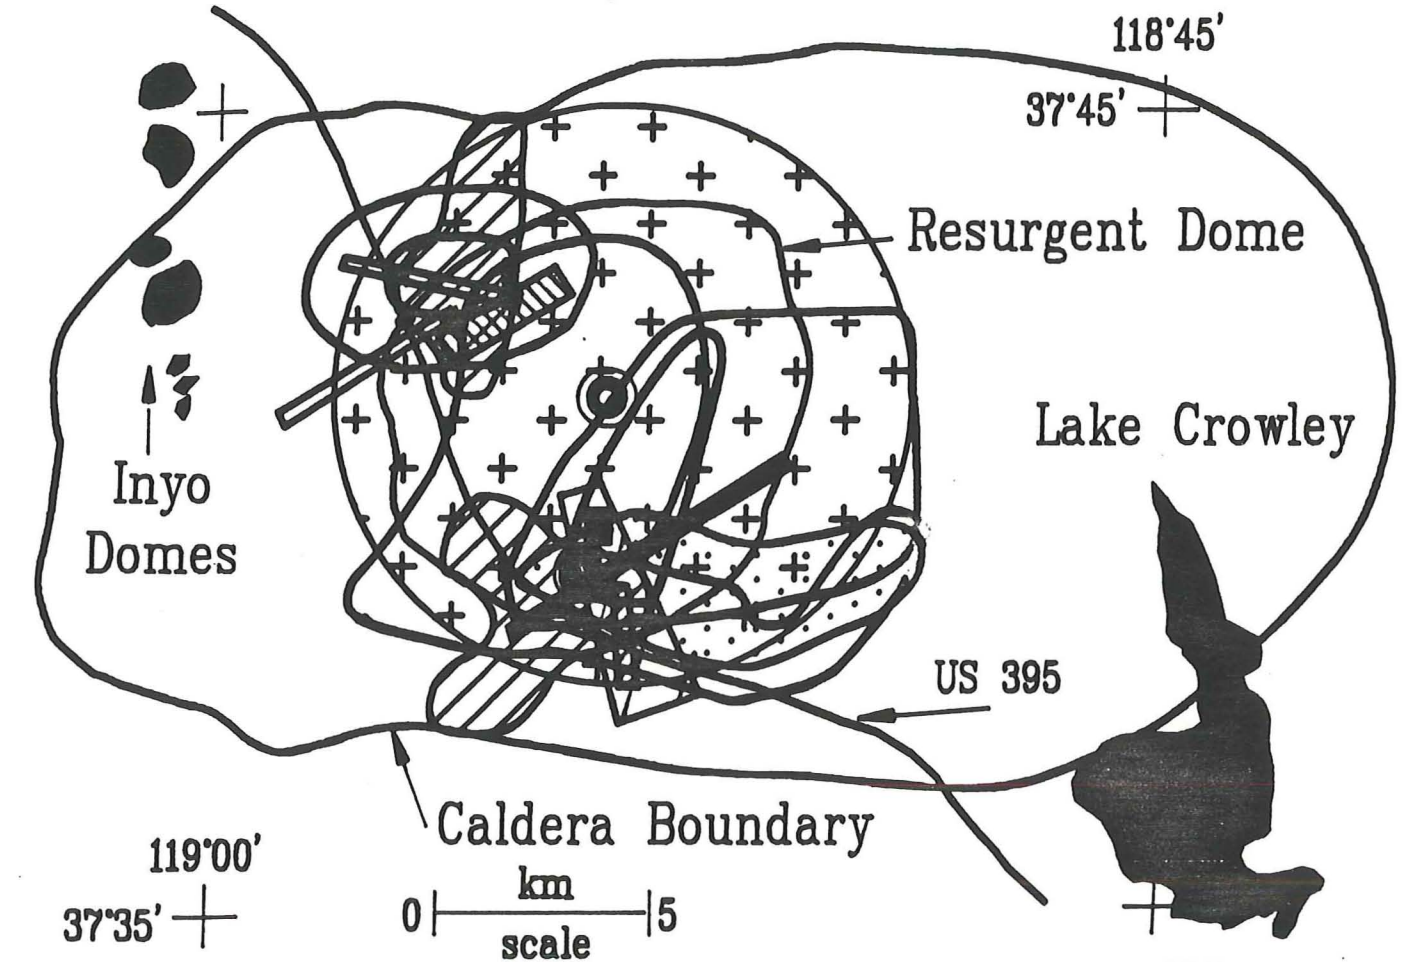 118°45'
37°45'
Resurgent Dome
Lake Crowley
Inyo
Domes
US 395
Caldera Boundary
119°00'
37°35'
km
0
5
scale